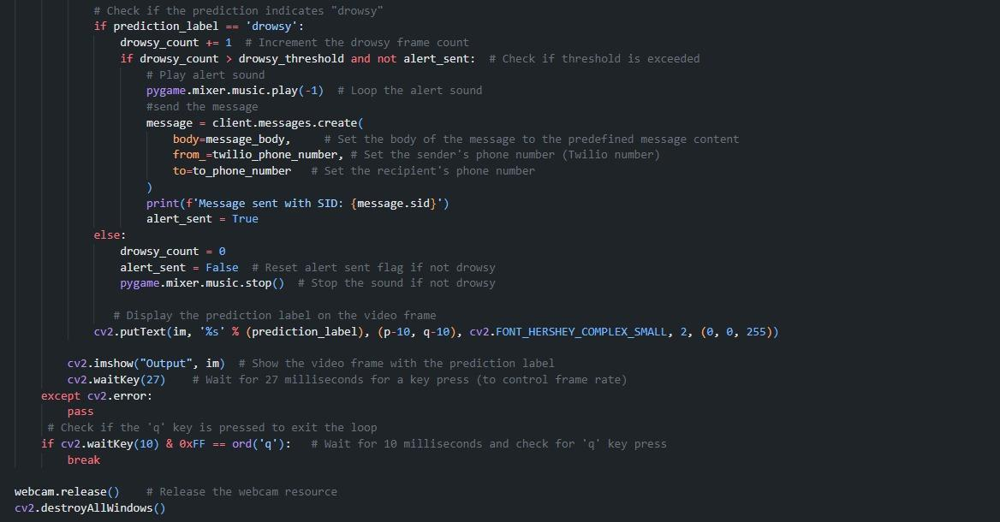 # Check if the prediction indicates "drowsy"
if prediction_label == 'drowsy':
drowsy_count += 1  # Increment the drowsy frame count
if drowsy_count > drowsy_threshold and not alert_sent:  # Check if threshold is exceeded
# Play alert sound
pygame.mixer.music.play(-1)  # Loop the alert sound
#send the message
message = client.messages.create(
body=message_body,     # Set the body of the message to the predefined message content
from_=twilio_phone_number, # Set the sender's phone number (Twilio number)
to=to_phone_number   # Set the recipient's phone number
)
print(f'Message sent with SID: {message.sid}')
alert_sent = True
else:
drowsy_count = 0
alert_sent = False  # Reset alert sent flag if not drowsy
pygame.mixer.music.stop()  # Stop the sound if not drowsy
# Display the prediction label on the video frame
cv2.putText(im, '%s' % (prediction_label), (p-10, q-10), cv2.FONT_HERSHEY_COMPLEX_SMALL, 2, (0, 0, 255))
cv2.imshow("Output", im)  # Show the video frame with the prediction label
cv2.waitKey(27)    # Wait for 27 milliseconds for a key press (to control frame rate)
except cv2.error:
pass
# Check if the 'q' key is pressed to exit the loop
if cv2.waitKey(10) & 0xFF == ord('q'):   # Wait for 10 milliseconds and check for 'q' key press
break
webcam.release()    # Release the webcam resource
cv2.destroyAllWindows()